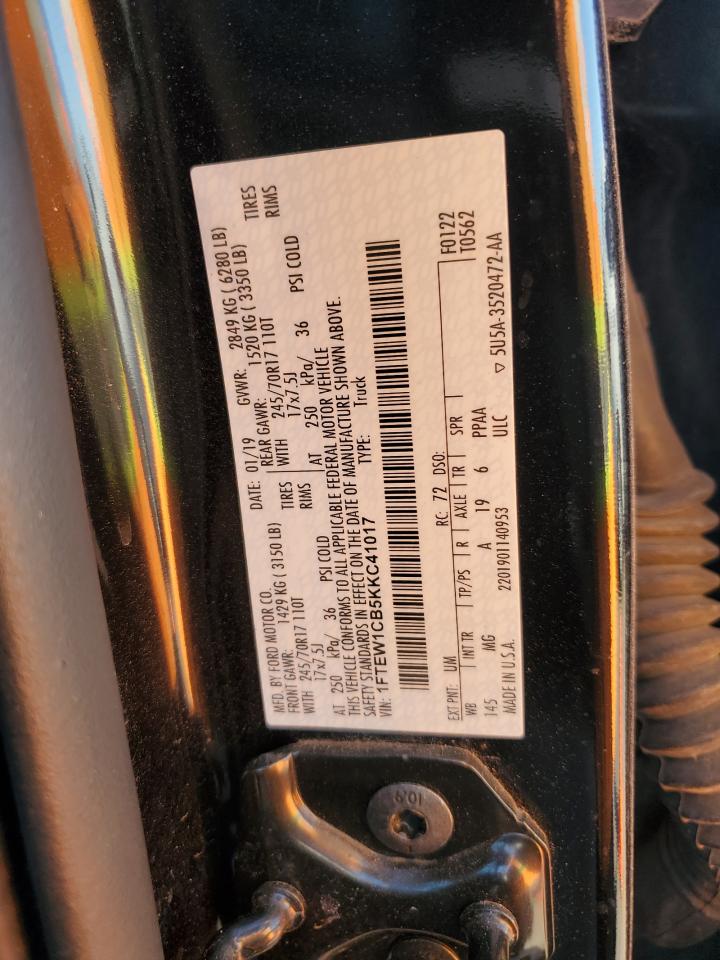 MFD. BY FORD MOTOR CO.
DATE: 01/19 GVWR: 2849 KG ( 6280 LB)
FRONT GAWR: 1429 KG ( 3150 LB) REAR GAWR: 1520 KG ( 3350 LB)
WITH 245/70R17 110T TIRES WITH 245/70R17 110T TIRES
17x7.5J RIMS 17x7.5J RIMS
AT 250 kPa/ 36 PSI COLD AT 250 kPa/ 36 PSI COLD
THIS VEHICLE CONFORMS TO ALL APPLICABLE FEDERAL MOTOR VEHICLE
SAFETY STANDARDS IN EFFECT ON THE DATE OF MANUFACTURE SHOWN ABOVE.
VIN: 1FTEW1CB5KKC41017 TYPE: Truck
F0122
EXT PNT: UM RC: 72 DSO: T0562
WB INT TR TP/PS R AXLE TR SPR
145 MG A 19 6 PPAA
ULC
MADE IN U.S.A. 2201901140953 ▽ 5U5A-3520472-AA
10.9